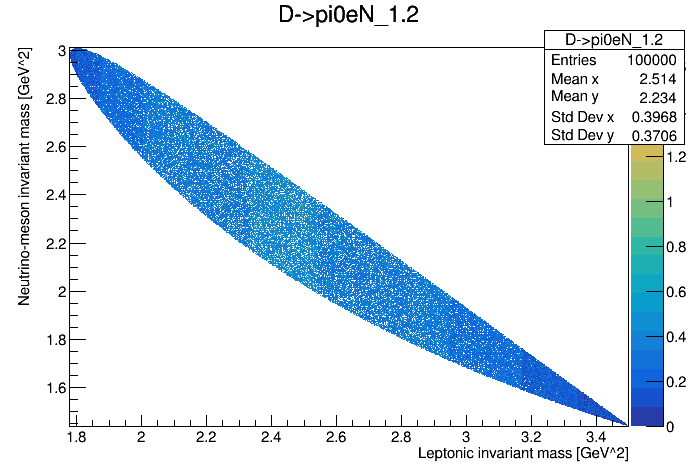 D->pi0eN_1.2
D->pi0eN_1.2
Entries 100000
Mean x 2.514
Mean y 2.234
Std Dev x 0.3968
Std Dev y 0.3706
Neutrino-meson invariant mass [GeV^2]
3
2.8
2.6
2.4
2.2
2
1.8
1.6
1.2
1
0.8
0.6
0.4
0.2
0
1.8 2 2.2 2.4 2.6 2.8 3 3.2 3.4
Leptonic invariant mass [GeV^2]